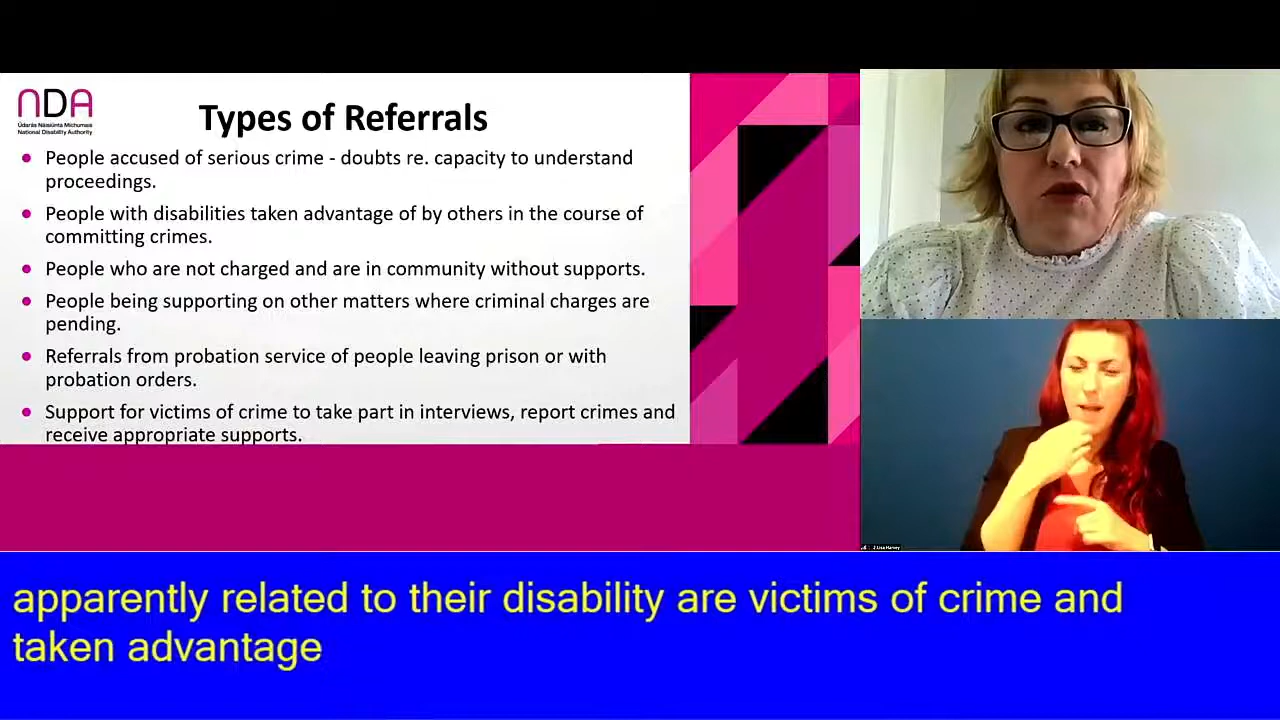 nDA
Údarás Náisiúnta Míchumais
National Disability Authority
Types of Referrals
People accused of serious crime - doubts re. capacity to understand
proceedings.
People with disabilities taken advantage of by others in the course of
committing crimes.
People who are not charged and are in community without supports.
People being supporting on other matters where criminal charges are
pending.
Referrals from probation service of people leaving prison or with
probation orders.
Support for victims of crime to take part in interviews, report crimes and
receive appropriate supports.
Lisa Harvey
apparently related to their disability are victims of crime and
taken advantage